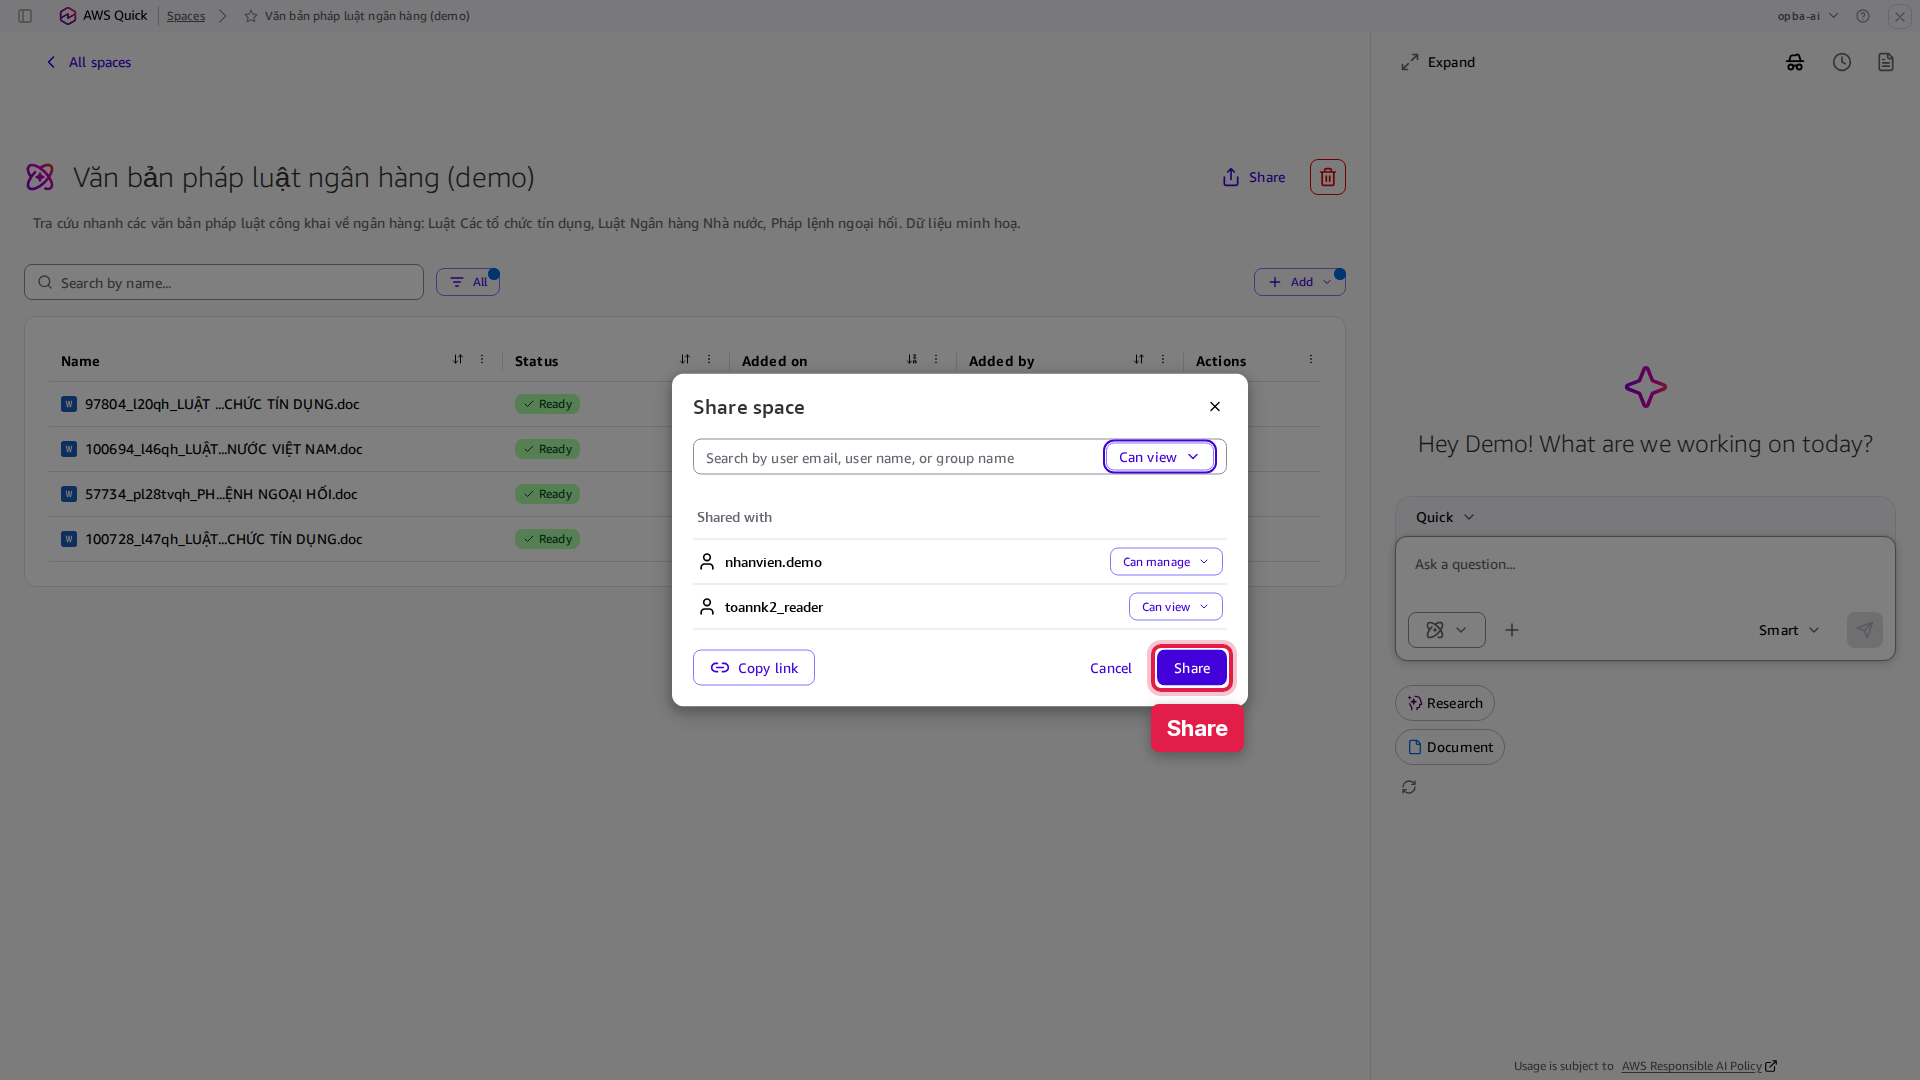 AWS Quick Spaces Văn bản pháp luật ngân hàng (demo) opba-ai
All spaces
Expand
Văn bản pháp luật ngân hàng (demo)
Share
Tra cứu nhanh các văn bản pháp luật công khai về ngân hàng: Luật Các tổ chức tín dụng, Luật Ngân hàng Nhà nước, Pháp lệnh ngoại hối. Dữ liệu minh hoạ.
Search by name...
All
Add
Name Status Added on Added by Actions
97804_l20qh_LUẬT ...CHỨC TÍN DỤNG.doc Ready
100694_l46qh_LUẬT...NƯỚC VIỆT NAM.doc Ready
57734_pl28tvqh_PH...ỆNH NGOẠI HỐI.doc Ready
100728_l47qh_LUẬT...CHỨC TÍN DỤNG.doc Ready
Share space
Search by user email, user name, or group name
Can view
Shared with
nhanvien.demo Can manage
toannk2_reader Can view
Copy link
Cancel
Share
Share
Hey Demo! What are we working on today?
Quick
Ask a question...
Smart
Research
Document
Usage is subject to AWS Responsible AI Policy